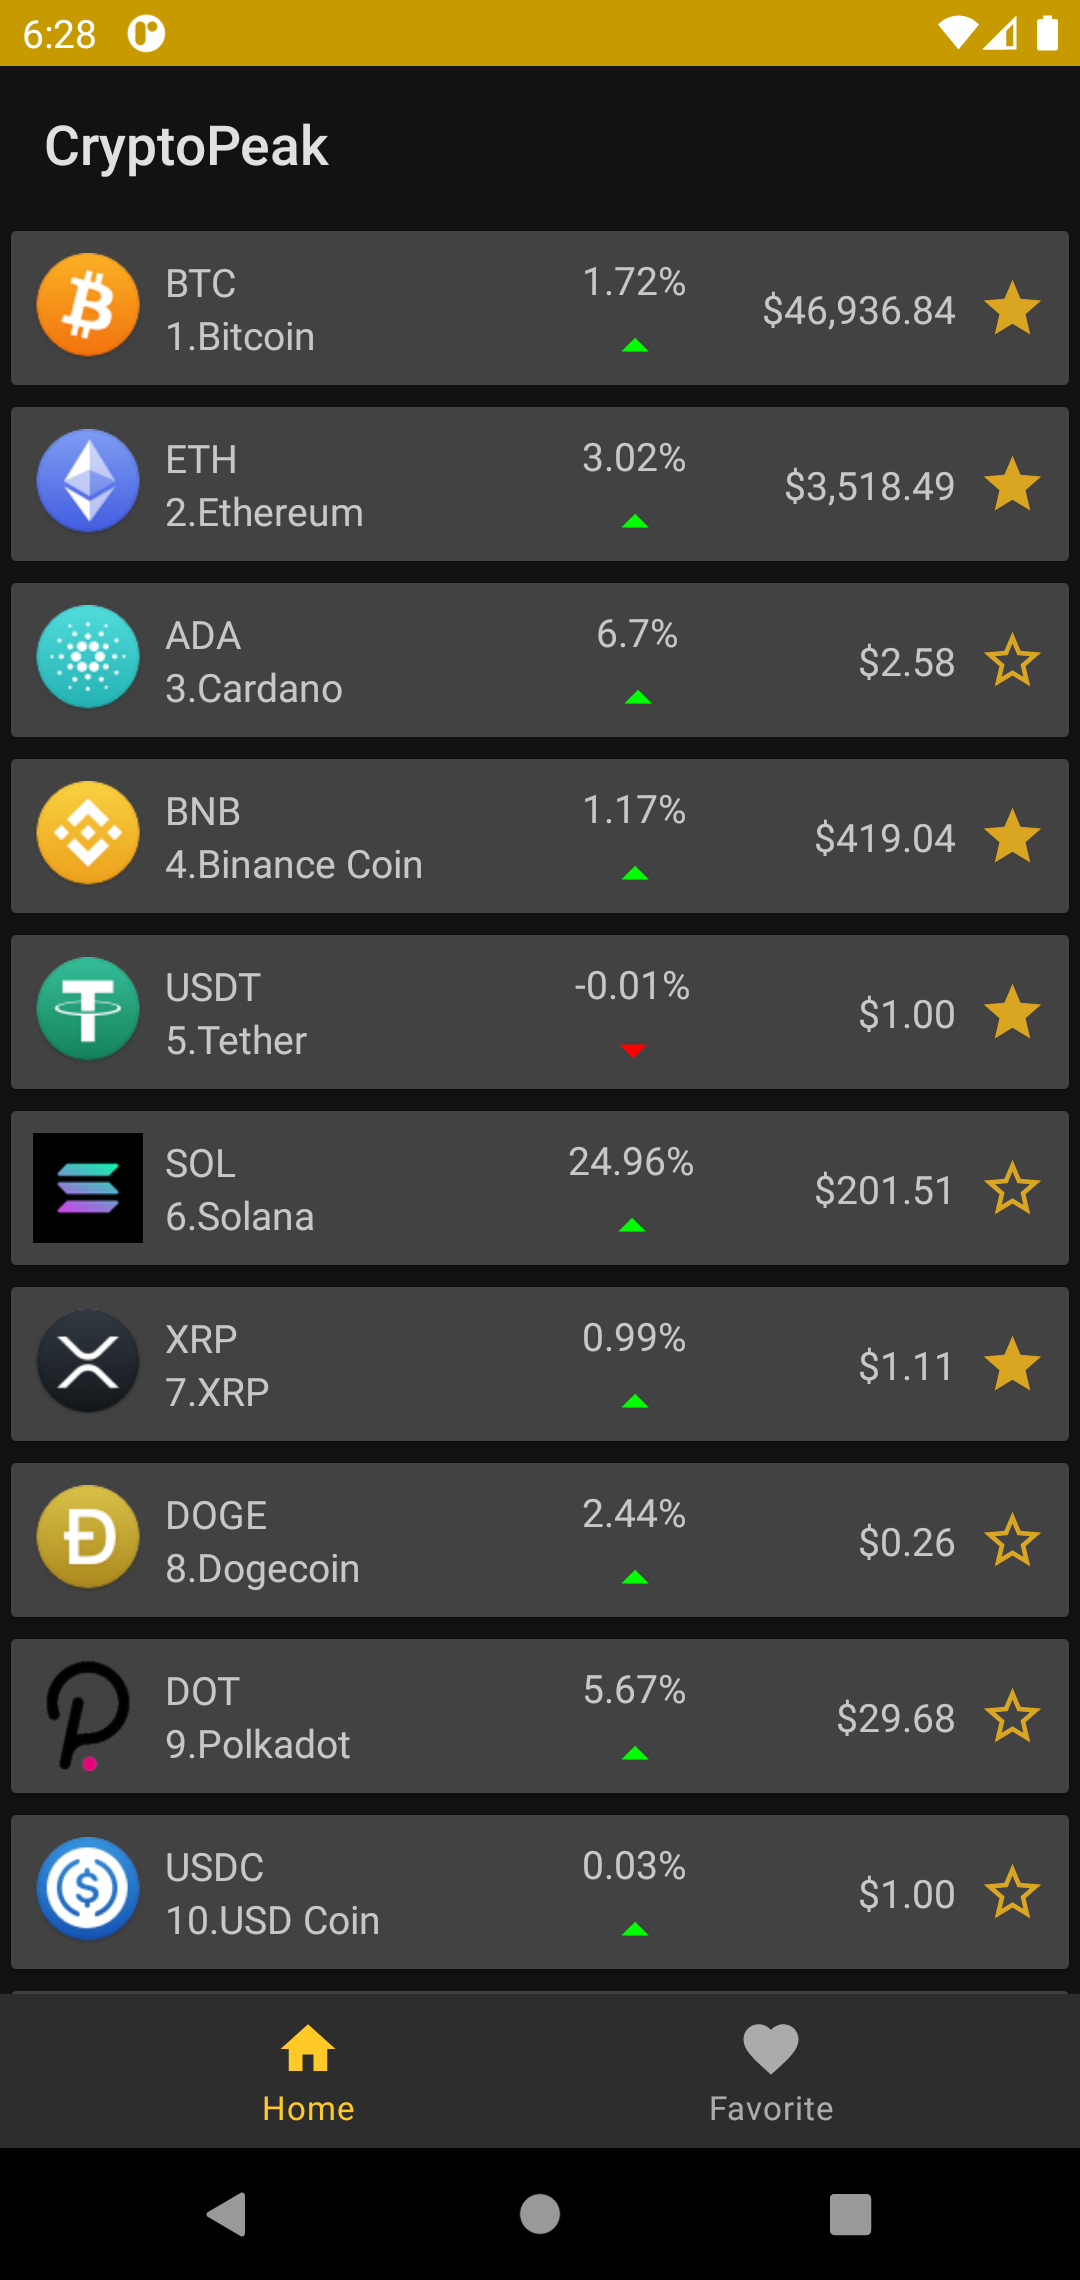 6:28
CryptoPeak
BTC
1.72%
$46,936.84
1.Bitcoin
ETH
3.02%
$3,518.49
2.Ethereum
ADA
6.7%
$2.58
3.Cardano
BNB
1.17%
$419.04
4.Binance Coin
USDT
-0.01%
$1.00
5.Tether
SOL
24.96%
$201.51
6.Solana
XRP
0.99%
$1.11
7.XRP
DOGE
2.44%
$0.26
8.Dogecoin
DOT
5.67%
$29.68
9.Polkadot
USDC
0.03%
$1.00
10.USD Coin
Home
Favorite